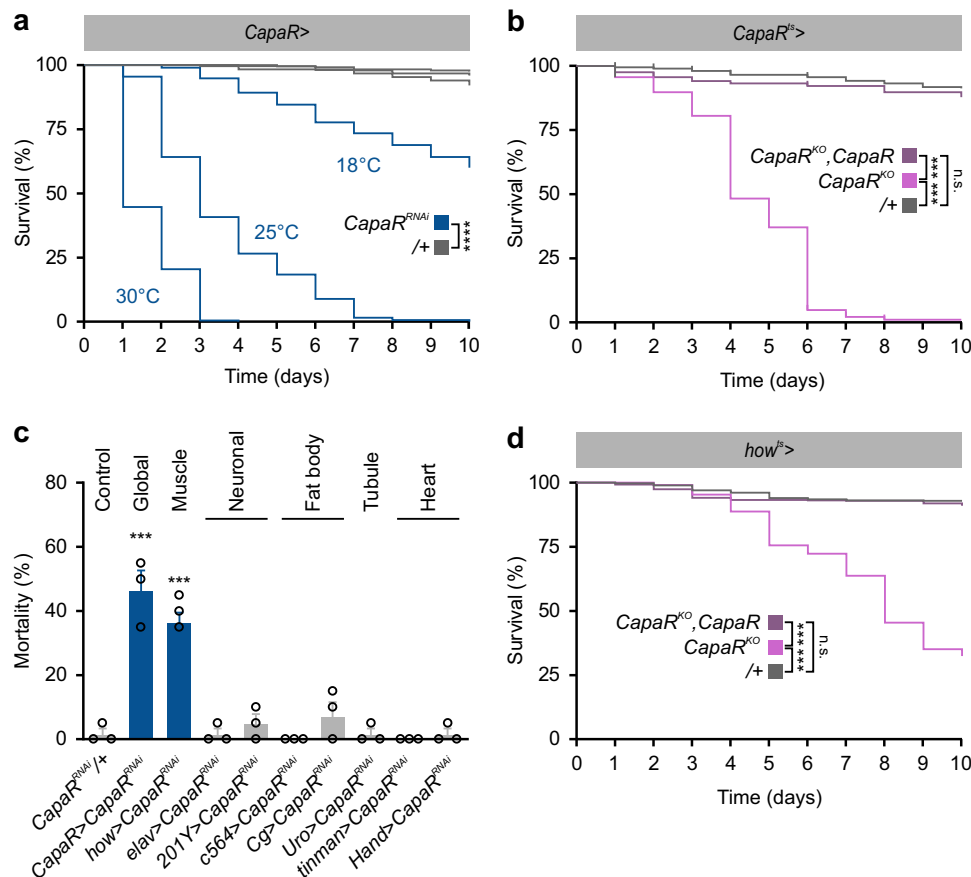 a
CapaR>
100
75
50
25
0
Survival (%)
18°C
25°C
30°C
CapaR^RNAi
/+
****
0 1 2 3 4 5 6 7 8 9 10
Time (days)
b
CapaR^ts>
100
75
50
25
0
Survival (%)
CapaR^KO,CapaR
CapaR^KO
/+
*** ***
n.s.
0 1 2 3 4 5 6 7 8 9 10
Time (days)
c
Control
Global
Muscle
Neuronal
Fat body
Tubule
Heart
80
60
40
20
0
Mortality (%)
***
***
CapaR^RNAi/+
CapaR>CapaR^RNAi
how>CapaR^RNAi
elav>CapaR^RNAi
201Y>CapaR^RNAi
c564>CapaR^RNAi
Cg>CapaR^RNAi
Uro>CapaR^RNAi
tinman>CapaR^RNAi
Hand>CapaR^RNAi
d
how^ts>
100
75
50
25
0
Survival (%)
CapaR^KO,CapaR
CapaR^KO
/+
*** ***
n.s.
0 1 2 3 4 5 6 7 8 9 10
Time (days)